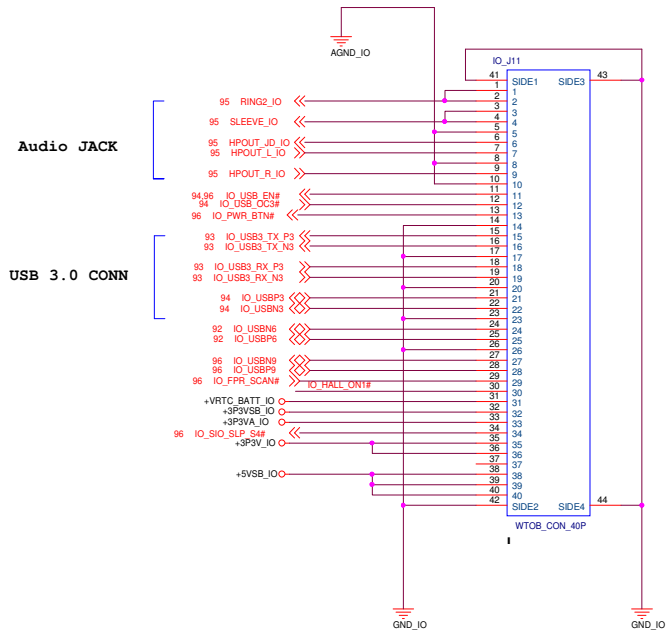 AGND_IO
IO_J11
41 SIDE1 SIDE3 43
1 1
95 RING2_IO 2 2
3 3
95 SLEEVE_IO 4 4
5 5
Audio JACK
95 HPOUT_JD_IO 6 6
95 HPOUT_L_IO 7 7
8 8
95 HPOUT_R_IO 9 9
10 10
94,96 IO_USB_EN# 11 11
94 IO_USB_OC3# 12 12
96 IO_PWR_BTN# 13 13
14 14
93 IO_USB3_TX_P3 15 15
93 IO_USB3_TX_N3 16 16
17 17
93 IO_USB3_RX_P3 18 18
USB 3.0 CONN
93 IO_USB3_RX_N3 19 19
20 20
94 IO_USBP3 21 21
94 IO_USBN3 22 22
23 23
92 IO_USBN6 24 24
92 IO_USBP6 25 25
26 26
96 IO_USBN9 27 27
96 IO_USBP9 28 28
96 IO_FPR_SCAN# 29 29
IO_HALL_ON1# 30 30
+VRTC_BATT_IO 31 31
+3P3VSB_IO 32 32
+3P3VA_IO 33 33
96 IO_SIO_SLP_S4# 34 34
+3P3V_IO 35 35
36 36
37 37
+5VSB_IO 38 38
39 39
40 40
42 SIDE2 SIDE4 44
WTOB_CON_40P
GND_IO GND_IO